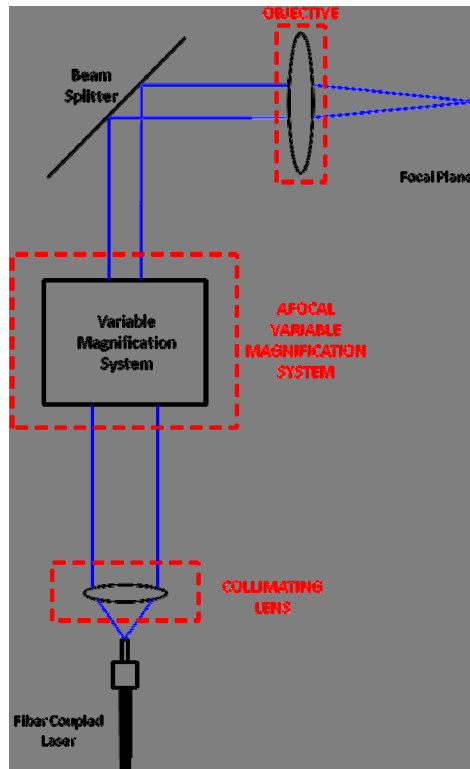 OBJECTIVE
Beam
Splitter
Focal Plane
Variable
Magnification
System
AFOCAL
VARIABLE
MAGNIFICATION
SYSTEM
COLLIMATING
LENS
Fiber Coupled
Laser